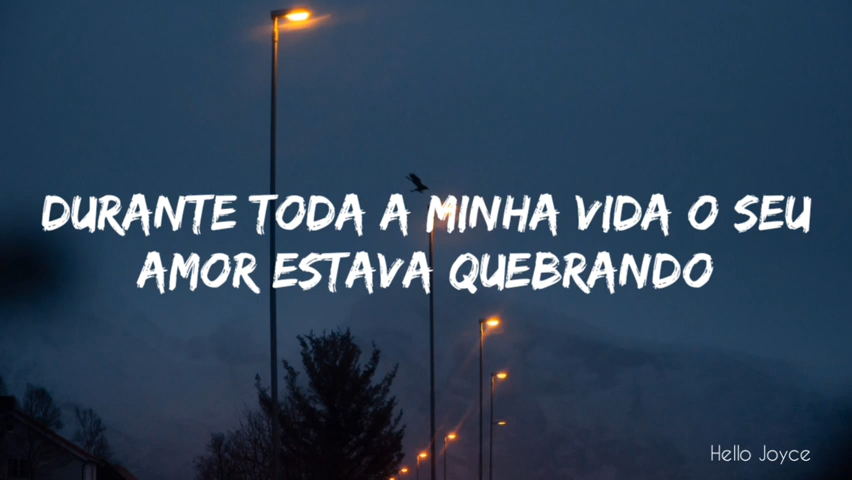 DURANTE TODA A MINHA VIDA O SEU
AMOR ESTAVA QUEBRANDO
Hello Joyce